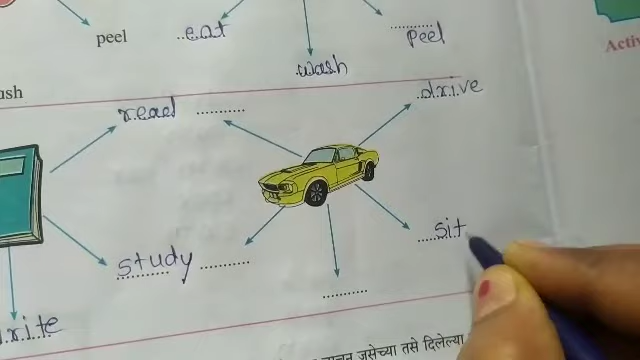 peel
eat
peel
wash
ash
Activ
read
drive
sit
study
write
वाचून जसेच्या तसे दिलेल्या